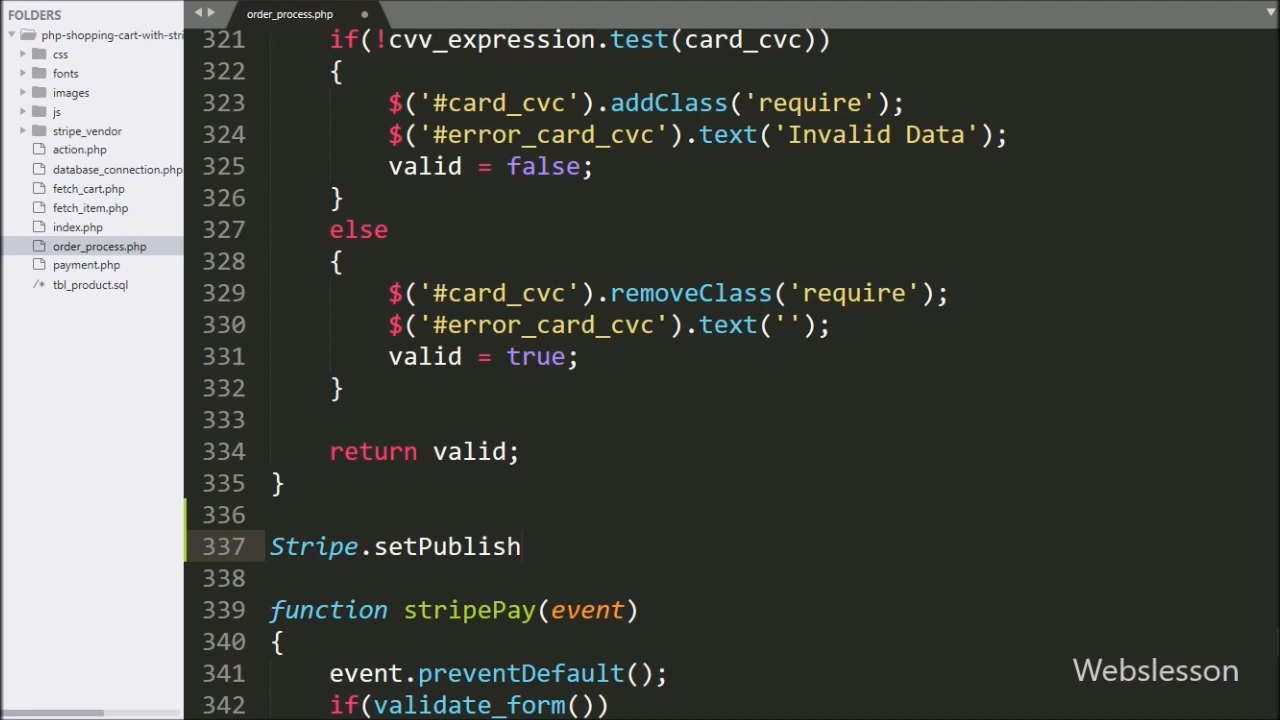 FOLDERS
php-shopping-cart-with-stri
css
fonts
images
js
stripe_vendor
action.php
database_connection.php
fetch_cart.php
fetch_item.php
index.php
order_process.php
payment.php
/* tbl_product.sql
order_process.php
321 if(!cvv_expression.test(card_cvc))
322 {
323 $('#card_cvc').addClass('require');
324 $('#error_card_cvc').text('Invalid Data');
325 valid = false;
326 }
327 else
328 {
329 $('#card_cvc').removeClass('require');
330 $('#error_card_cvc').text('');
331 valid = true;
332 }
333
334 return valid;
335 }
336
337 Stripe.setPublish
338
339 function stripePay(event)
340 {
341 event.preventDefault();
342 if(validate_form())
Webslesson